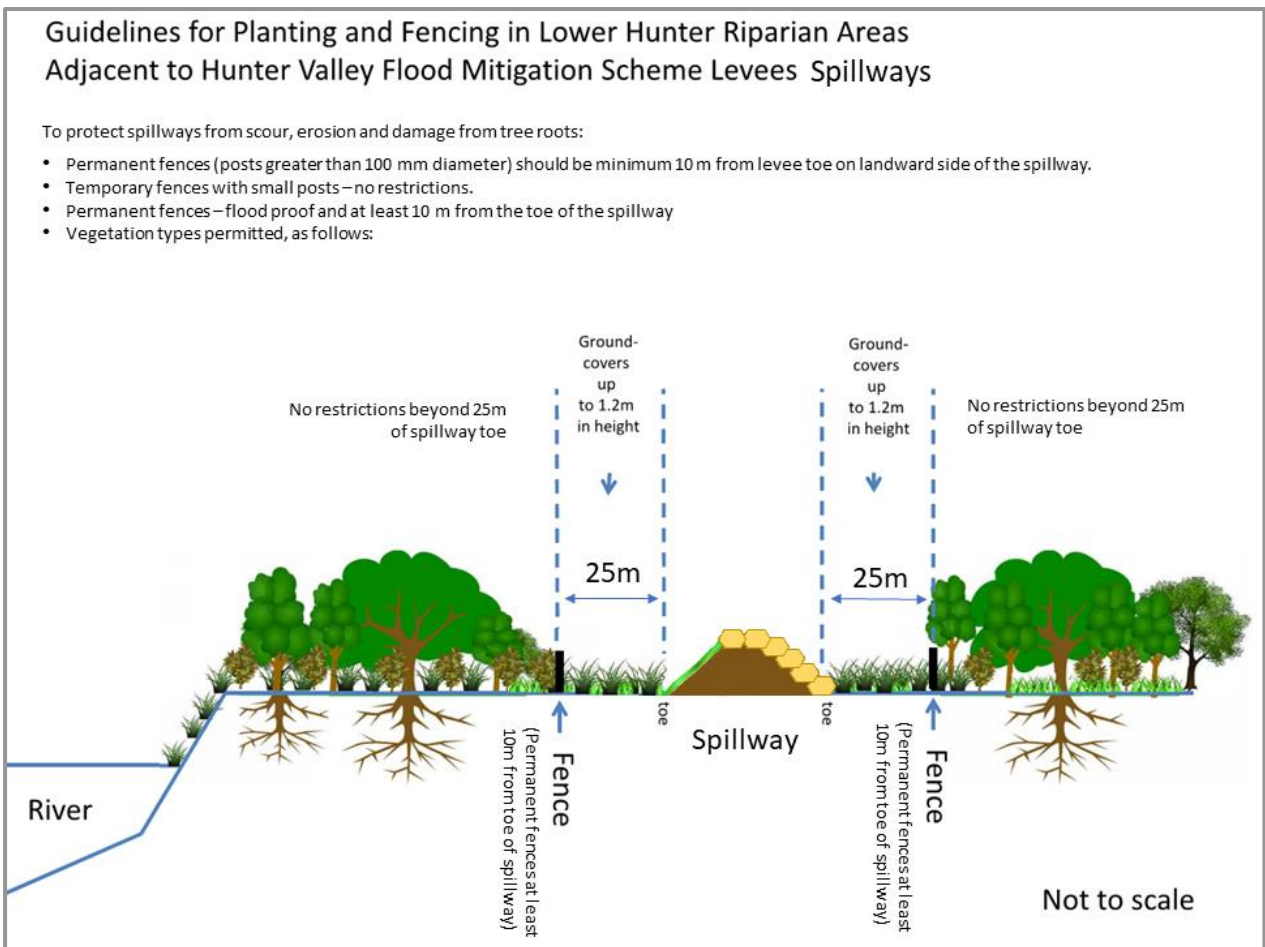 Guidelines for Planting and Fencing in Lower Hunter Riparian Areas
Adjacent to Hunter Valley Flood Mitigation Scheme Levees Spillways
To protect spillways from scour, erosion and damage from tree roots:
• Permanent fences (posts greater than 100 mm diameter) should be minimum 10 m from levee toe on landward side of the spillway.
• Temporary fences with small posts – no restrictions.
• Permanent fences – flood proof and at least 10 m from the toe of the spillway
• Vegetation types permitted, as follows:
No restrictions beyond 25m
of spillway toe
Ground-
covers
up
to 1.2m
in height
Ground-
covers
up
to 1.2m
in height
No restrictions beyond 25m
of spillway toe
25m
25m
toe
Spillway
toe
River
Fence
(Permanent fences at least
10m from toe of spillway)
Fence
(Permanent fences at least
10m from toe of spillway)
Not to scale